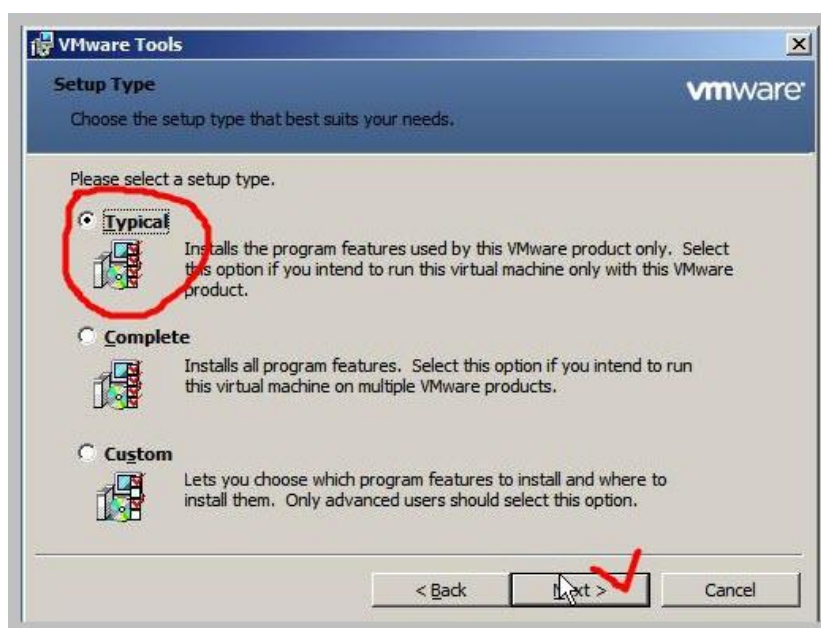 VMware Tools
Setup Type
vmware
Choose the setup type that best suits your needs.
Please select a setup type.
Typical
Installs the program features used by this VMware product only. Select
this option if you intend to run this virtual machine only with this VMware
product.
Complete
Installs all program features. Select this option if you intend to run
this virtual machine on multiple VMware products.
Custom
Lets you choose which program features to install and where to
install them. Only advanced users should select this option.
< Back Next > Cancel